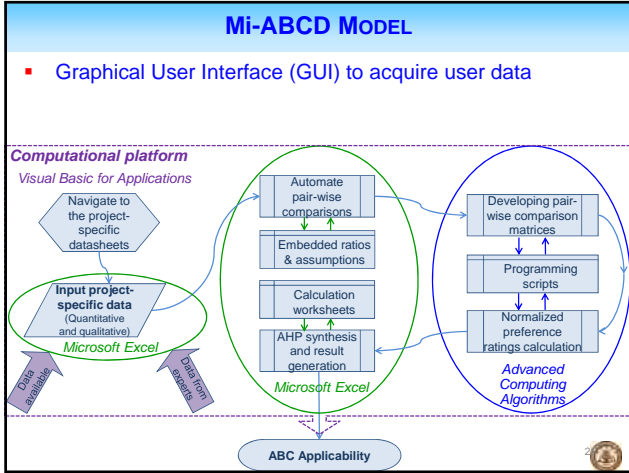 Mi-ABCD MODEL
Graphical User Interface (GUI) to acquire user data
Computational platform
Visual Basic for Applications
Navigate to
the project-
specific
datasheets
Input project-
specific data
(Quantitative
and qualitative)
Microsoft Excel
Data
available
Data from
experts
Automate
pair-wise
comparisons
Embedded ratios
& assumptions
Calculation
worksheets
AHP synthesis
and result
generation
Microsoft Excel
Developing pair-
wise comparison
matrices
Programming
scripts
Normalized
preference
ratings calculation
Advanced
Computing
Algorithms
ABC Applicability